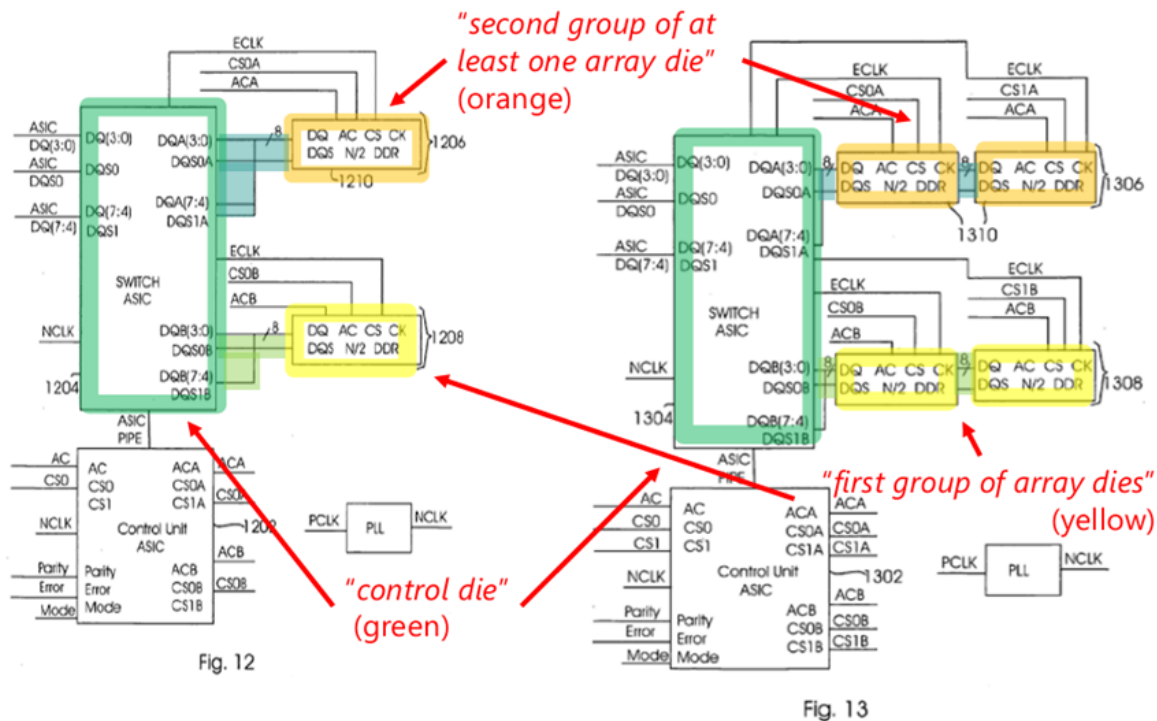 "second group of at
least one array die"
(orange)
ECLK
CS0A
ACA
ASIC
DQ(3:0)
ASIC
DQS0
ASIC
DQ(7:4)
DQ(3:0)
DQS0
DQ(7:4)
DQS1
DQA(3:0)
DQS0A
DQA(7:4)
DQS1A
8
DQ AC CS CK
DQS N/2 DDR
1206
1210
SWITCH
ASIC
ECLK
CS0B
ACB
NCLK
DQB(3:0)
DQS0B
DQB(7:4)
DQS1B
8
DQ AC CS CK
DQS N/2 DDR
1208
1204
ASIC
PIPE
AC
CS0
NCLK
Parity
Error
Mode
AC
CS0
CS1
ACA
CS0A
CS1A
Control Unit
ASIC
Parity
Error
Mode
ACB
CS0B
CS1B
ACA
CS0A
1202
ACB
CS0B
PCLK
PLL
NCLK
"control die"
(green)
Fig. 12
ECLK
CS0A
ACA
ECLK
CS1A
ACA
ASIC
DQ(3:0)
ASIC
DQS0
ASIC
DQ(7:4)
DQ(3:0)
DQS0
DQ(7:4)
DQS1
DQA(3:0)
DQS0A
DQA(7:4)
DQS1A
8
DQ AC CS CK
DQS N/2 DDR
8
DQ AC CS CK
DQS N/2 DDR
1306
1310
SWITCH
ASIC
ECLK
CS0B
ACB
ECLK
CS1B
ACB
NCLK
DQB(3:0)
DQS0B
DQB(7:4)
DQS1B
8
DQ AC CS CK
DQS N/2 DDR
8
DQ AC CS CK
DQS N/2 DDR
1308
1304
ASIC
PIPE
"first group of array dies"
(yellow)
AC
CS0
CS1
NCLK
Parity
Error
Mode
AC
CS0
CS1
ACA
CS0A
CS1A
Control Unit
ASIC
Parity
Error
Mode
ACB
CS0B
CS1B
ACA
CS0A
CS1A
1302
ACB
CS0B
CS1B
PCLK
PLL
NCLK
Fig. 13